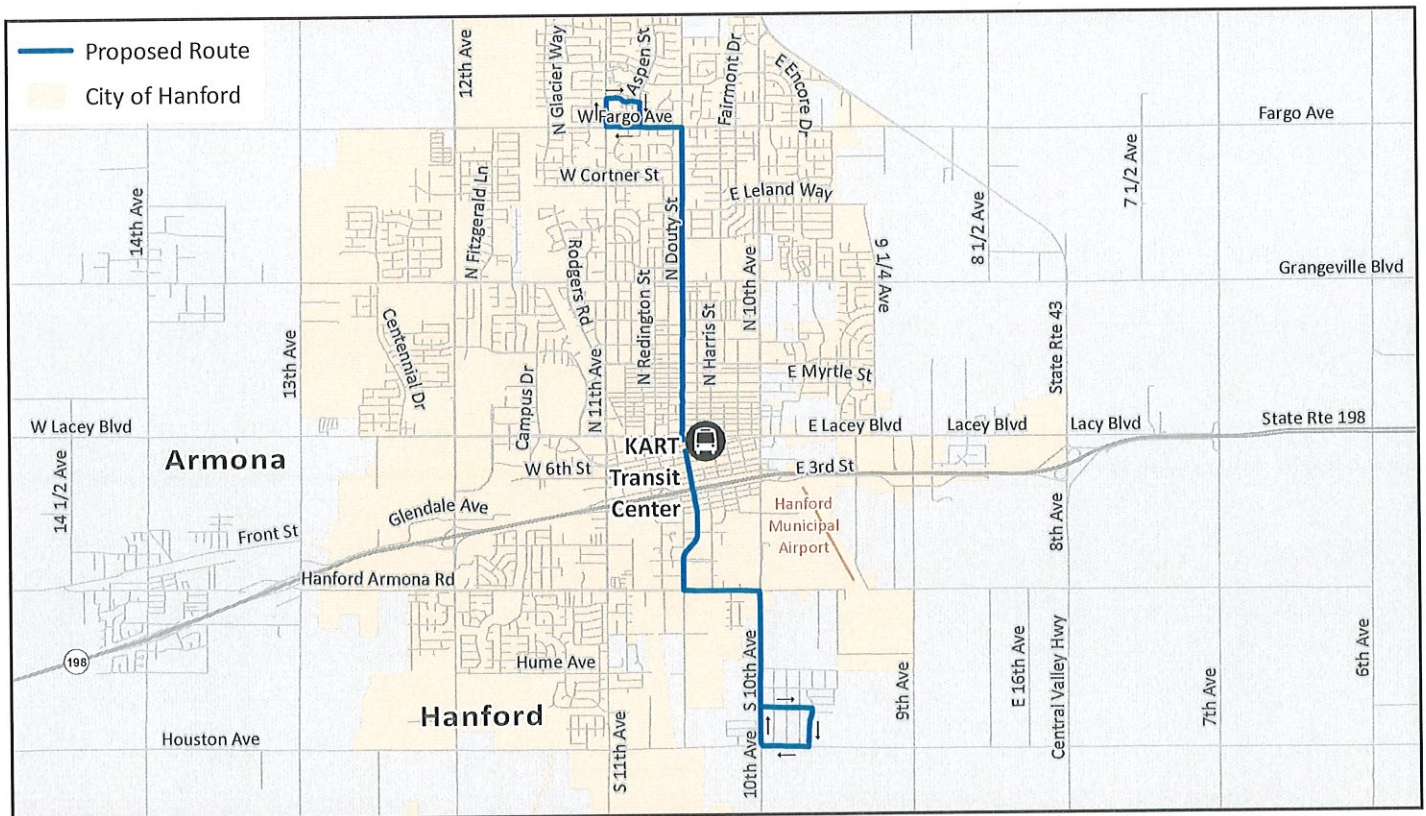 Proposed Route
City of Hanford
12th Ave
N Glacier Way
Aspen St
Fairmont Dr
E Encore Dr
W Fargo Ave
Fargo Ave
14th Ave
N Fitzgerald Ln
W Cortner St
E Leland Way
7 1/2 Ave
8 1/2 Ave
N Douty St
Rodgers Rd
N Redington St
N 10th Ave
9 1/4 Ave
Grangeville Blvd
13th Ave
Centennial Dr
N Harris St
State Rte 43
Campus Dr
N 11th Ave
E Myrtle St
W Lacey Blvd
E Lacey Blvd
Lacey Blvd
Lacy Blvd
State Rte 198
Armona
KART
Transit
Center
W 6th St
E 3rd St
14 1/2 Ave
Glendale Ave
Front St
Hanford
Municipal
Airport
8th Ave
Hanford Armona Rd
198
Hume Ave
S 10th Ave
9th Ave
E 16th Ave
Central Valley Hwy
7th Ave
6th Ave
Hanford
Houston Ave
S 11th Ave
10th Ave